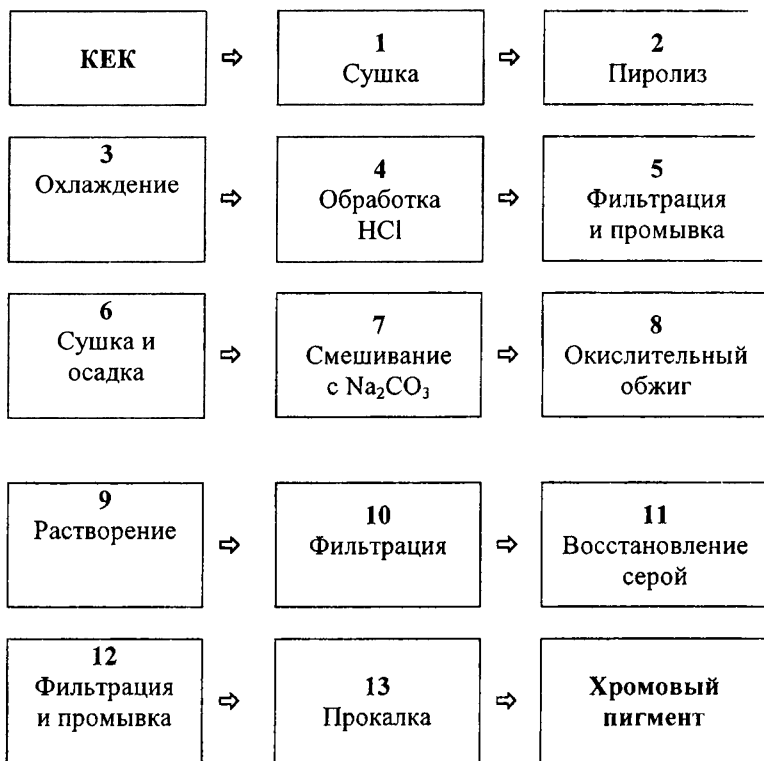 КЕК
⇨
1
Сушка
⇨
2
Пиролиз
3
Охлаждение
⇨
4
Обработка
HCl
⇨
5
Фильтрация
и промывка
6
Сушка и
осадка
⇨
7
Смешивание
с Na₂CO₃
⇨
8
Окислительный
обжиг
9
Растворение
⇨
10
Фильтрация
⇨
11
Восстановление
серой
12
Фильтрация
и промывка
⇨
13
Прокалка
⇨
Хромовый
пигмент